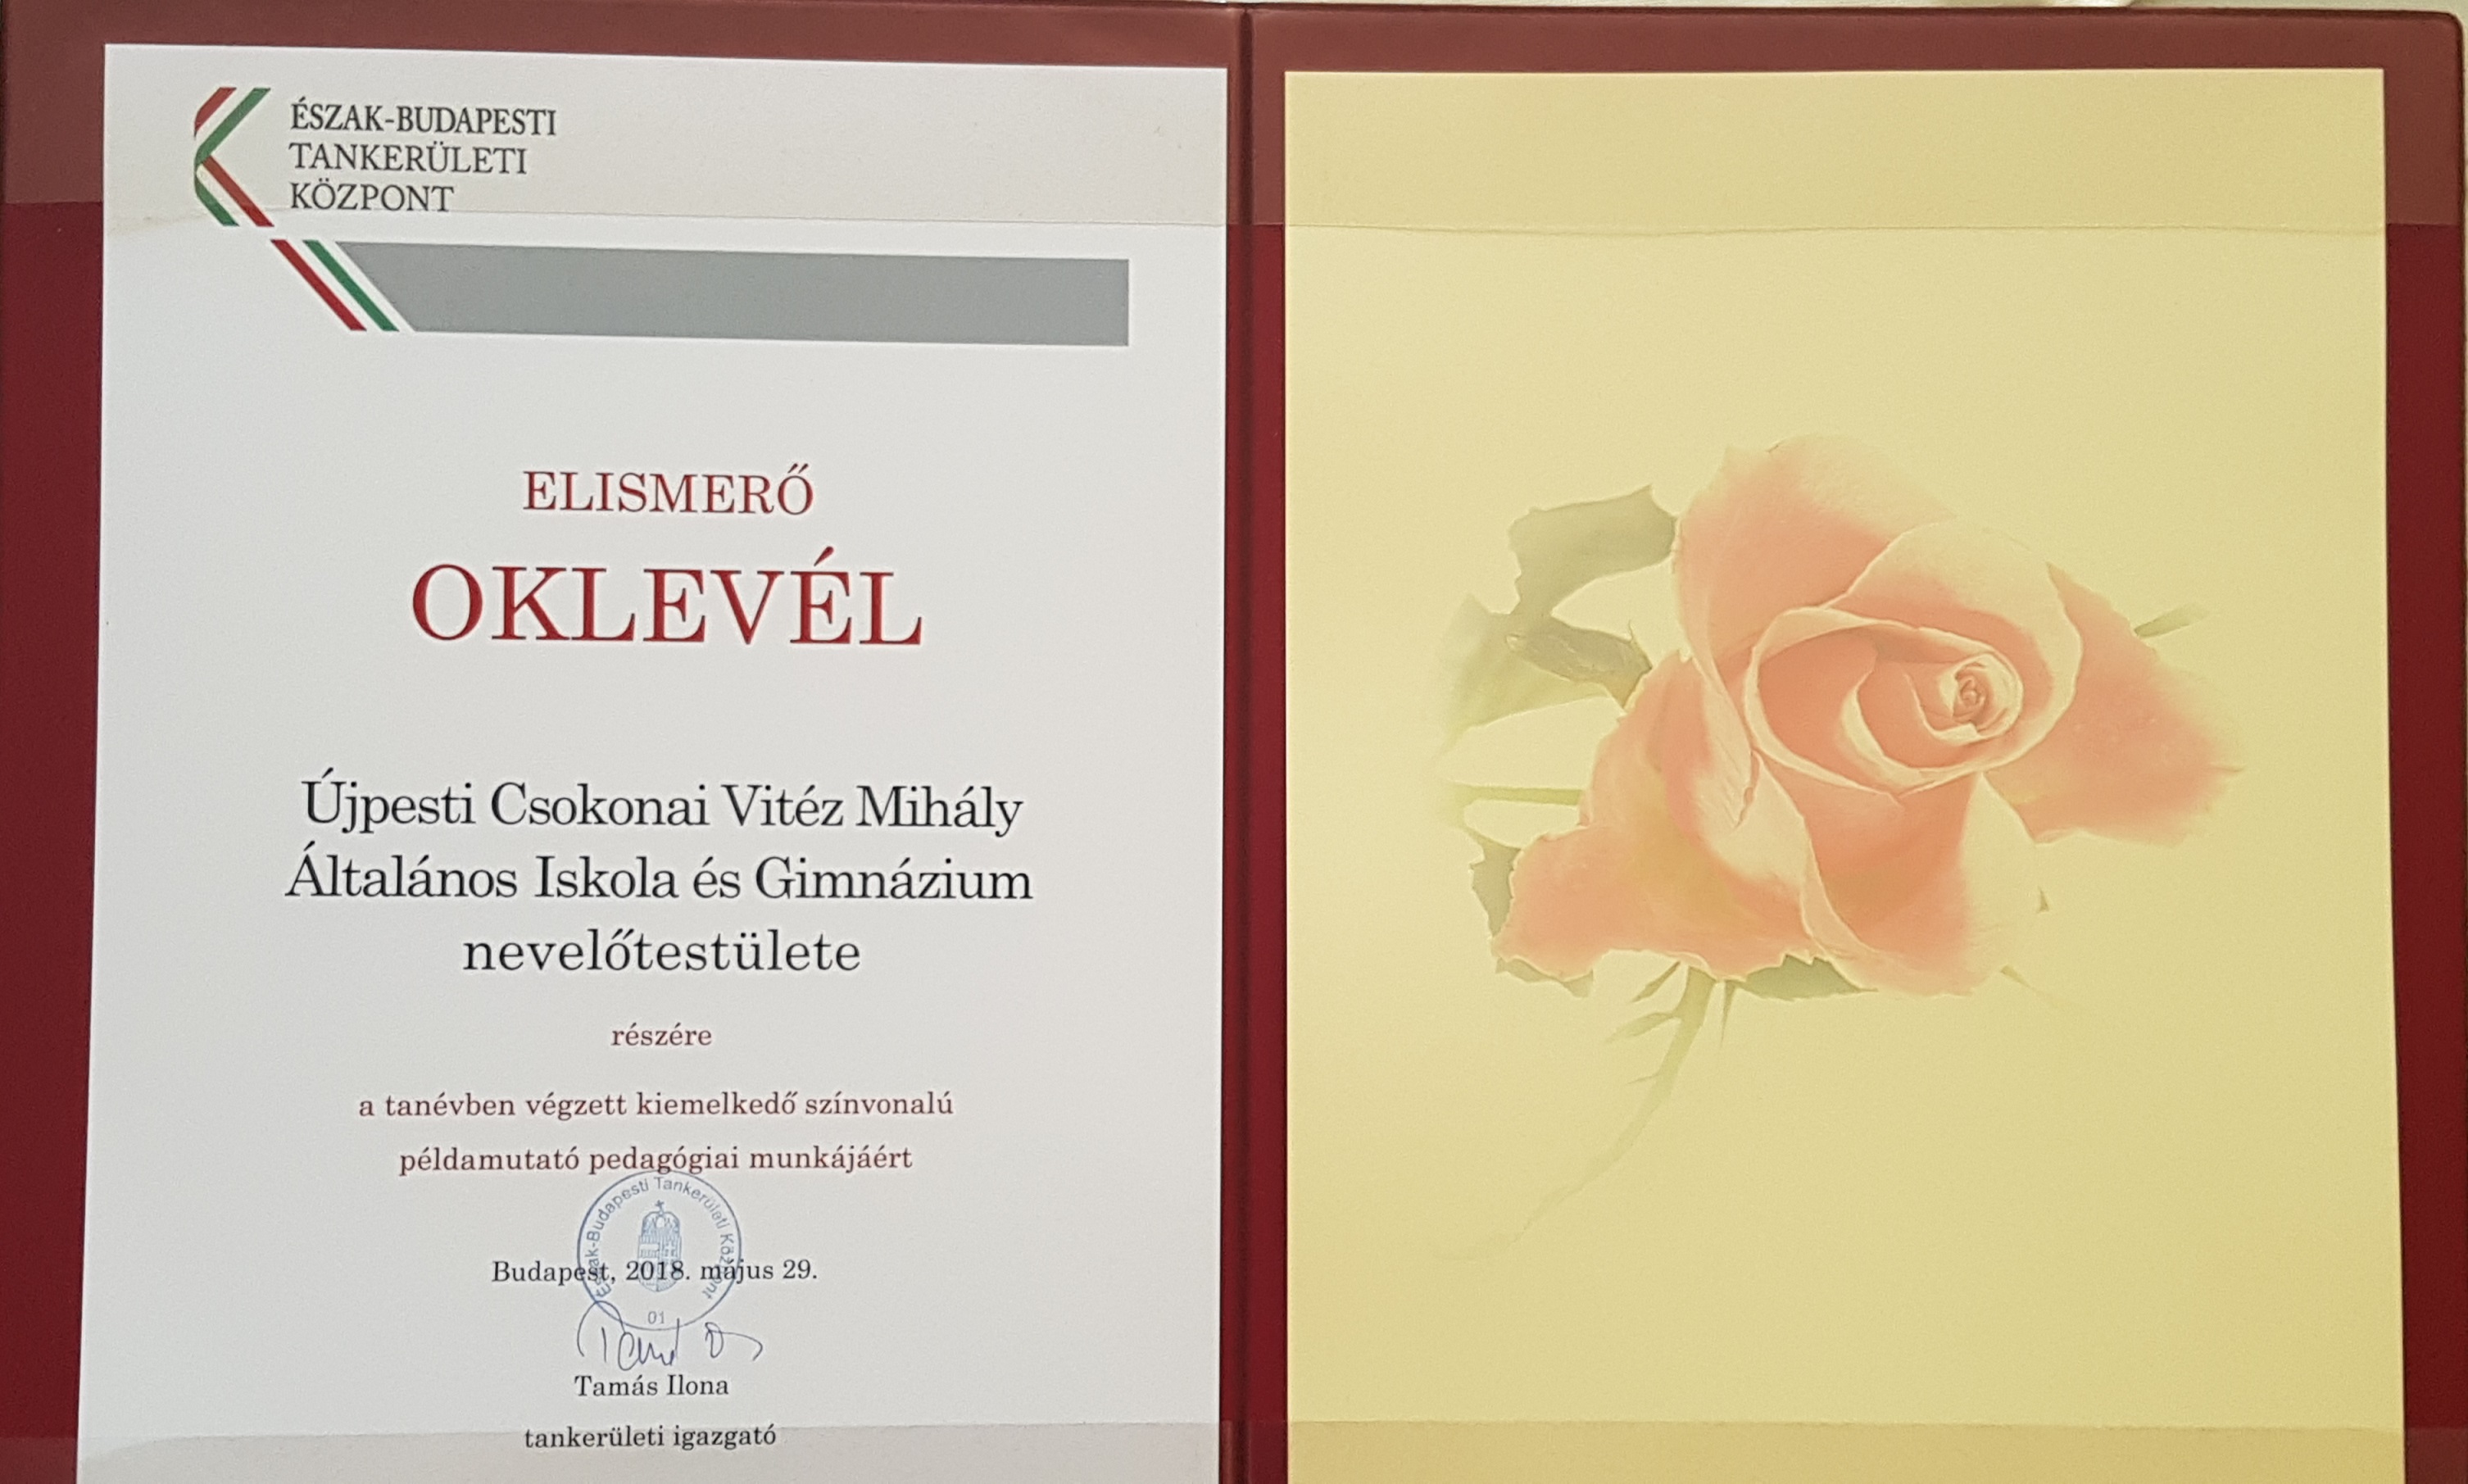 ÉSZAK-BUDAPESTI
TANKERÜLETI
KÖZPONT
ELISMERŐ
OKLEVÉL
Újpesti Csokonai Vitéz Mihály
Általános Iskola és Gimnázium
nevelőtestülete
részére
a tanévben végzett kiemelkedő színvonalú
példamutató pedagógiai munkájáért
Észak-Budapesti Tankerületi Központ
Budapest, 2018. május 29.
01
Tamás Ilona
tankerületi igazgató